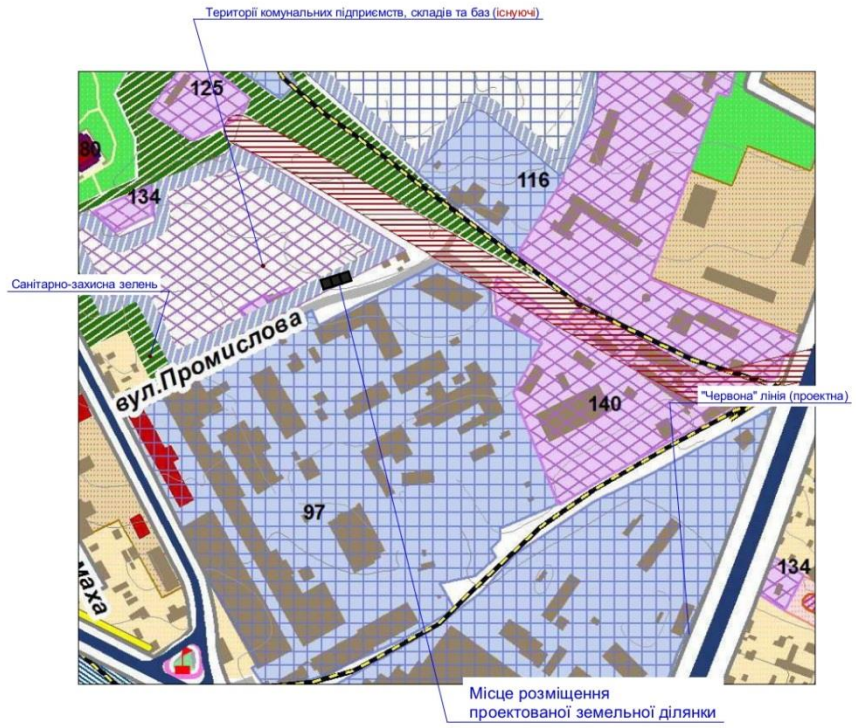 Території комунальних підприємств, складів та баз (існуючі)
125
80
116
134
Санітарно-захисна зелень
вул.Промислова
"Червона" лінія (проектна)
140
97
134
маха
Місце розміщення
проектованої земельної ділянки